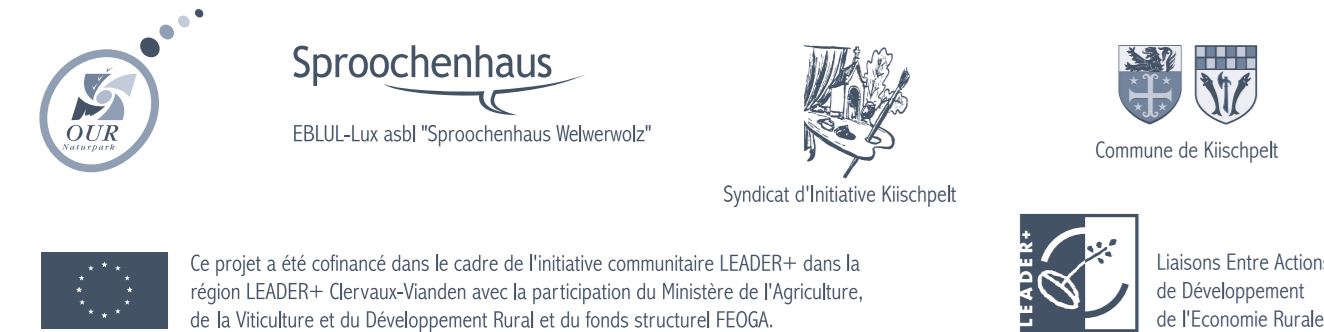 OUR
Naturpark
Sproochenhaus
EBLUL-Lux asbl "Sproochenhaus Welwerwolz"
Syndicat d'Initiative Kiischpelt
Commune de Kiischpelt
Ce projet a été cofinancé dans le cadre de l'initiative communitaire LEADER+ dans la
région LEADER+ Clervaux-Vianden avec la participation du Ministère de l'Agriculture,
de la Viticulture et du Développement Rural et du fonds structurel FEOGA.
LEADER+
Liaisons Entre Actions
de Développement
de l'Economie Rurale